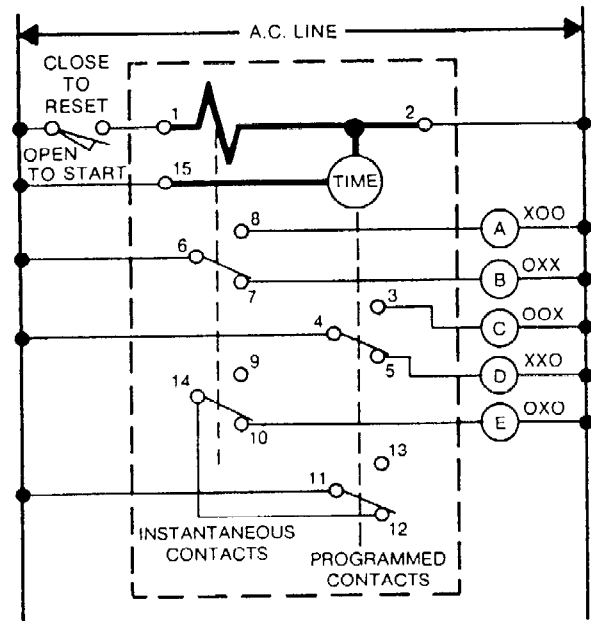 A.C. LINE
CLOSE
TO
RESET
1
2
OPEN
TO START
15
TIME
8
A
XOO
6
7
B
OXX
3
4
C
OOX
5
D
XXO
9
14
10
E
OXO
13
11
12
INSTANTANEOUS
CONTACTS
PROGRAMMED
CONTACTS